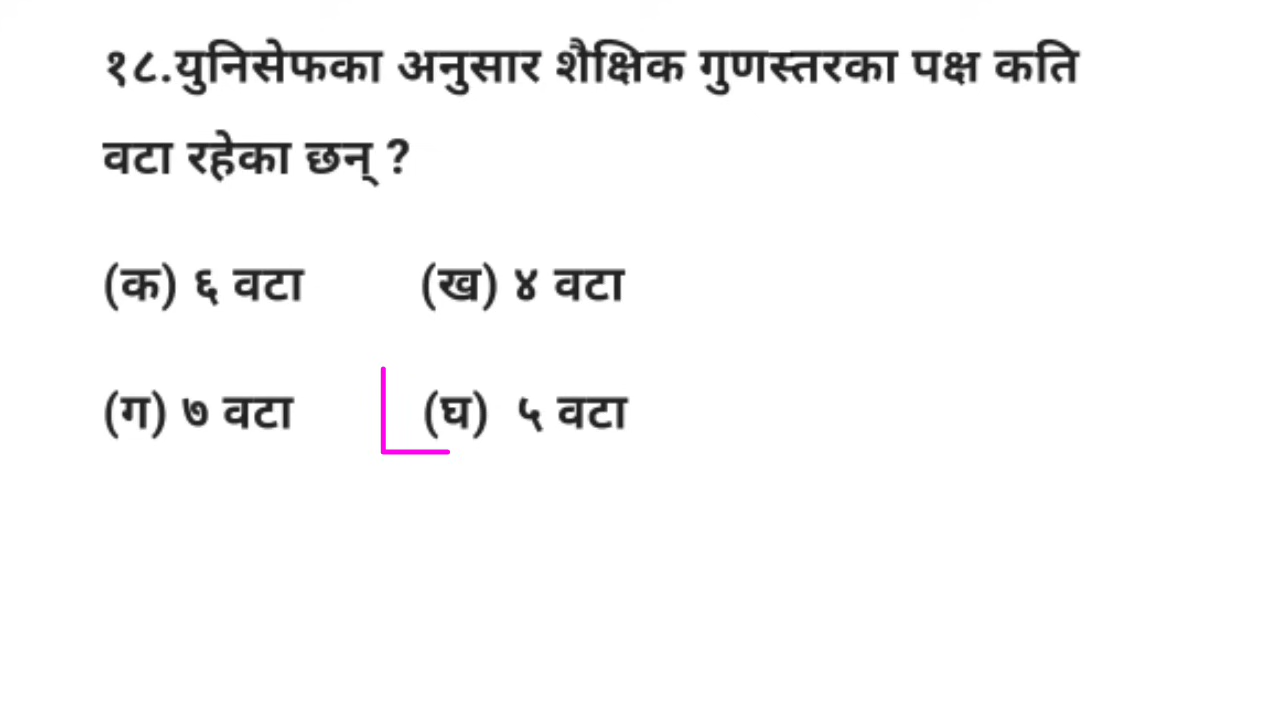 १८.युनिसेफका अनुसार शैक्षिक गुणस्तरका पक्ष कति
वटा रहेका छन् ?
(क) ६ वटा (ख) ४ वटा
(ग) ७ वटा (घ) ५ वटा